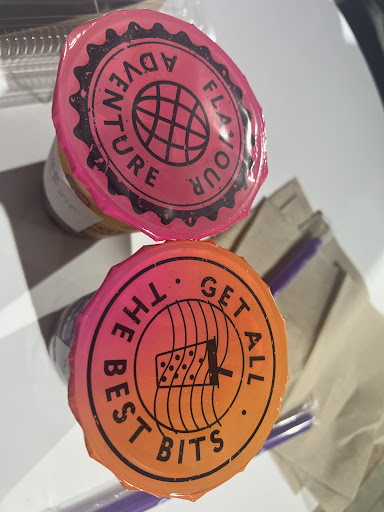 FLAVOUR
ADVENTURE
GET ALL
THE BEST BITS